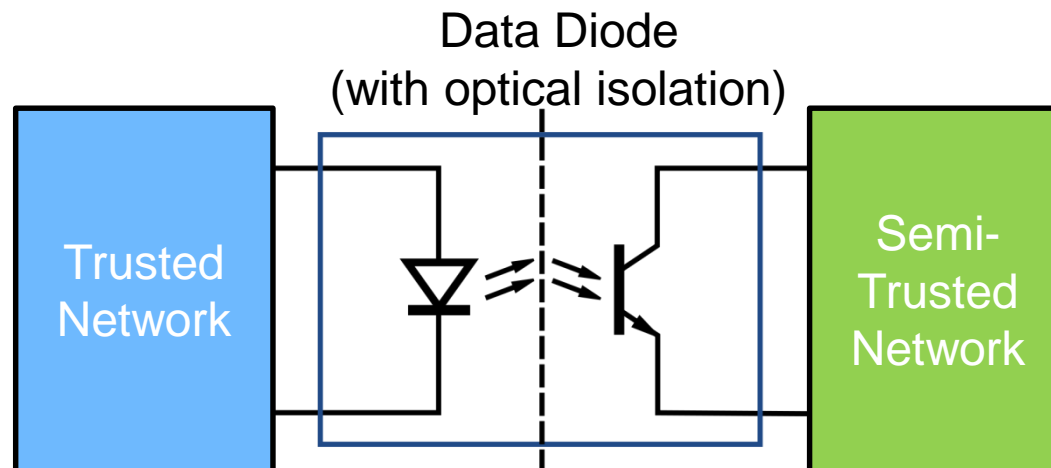 Data Diode
(with optical isolation)
Trusted
Network
Semi-
Trusted
Network